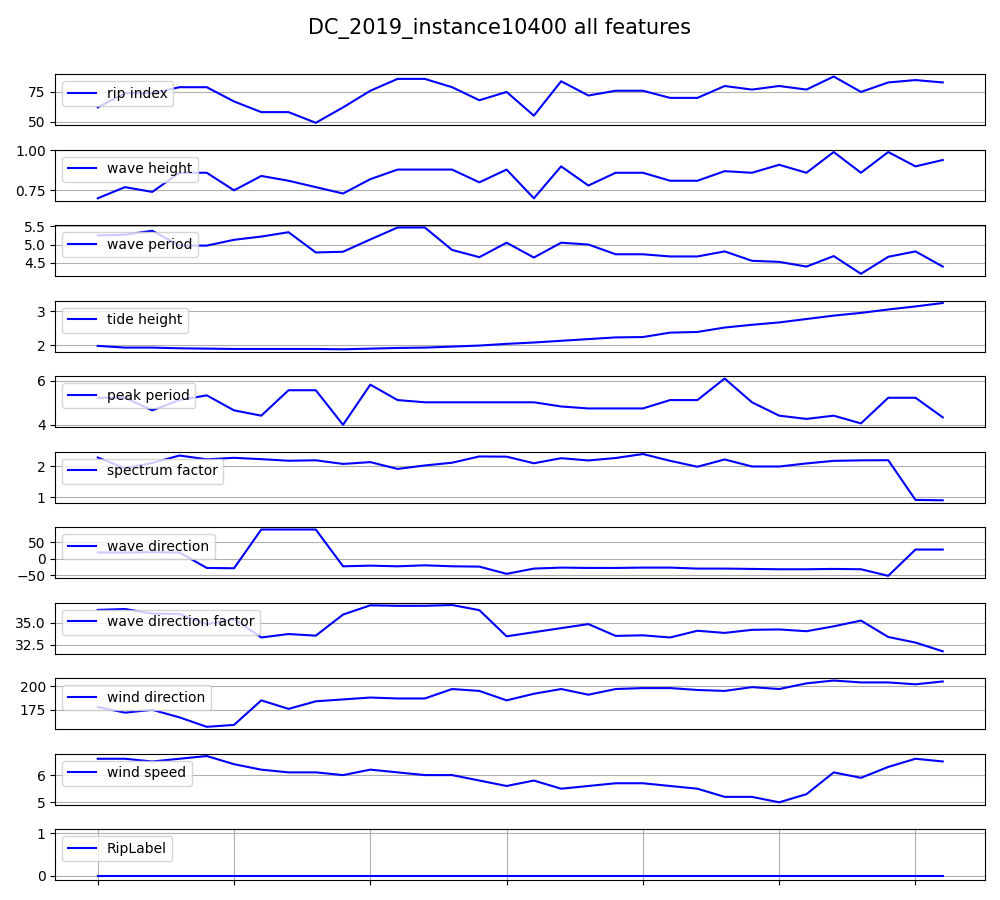 DC_2019_instance10400 all features
75
50
rip index
1.00
0.75
wave height
5.5
5.0
4.5
wave period
3
2
tide height
6
4
peak period
2
1
spectrum factor
50
0
−50
wave direction
35.0
32.5
wave direction factor
200
175
wind direction
6
5
wind speed
1
0
RipLabel